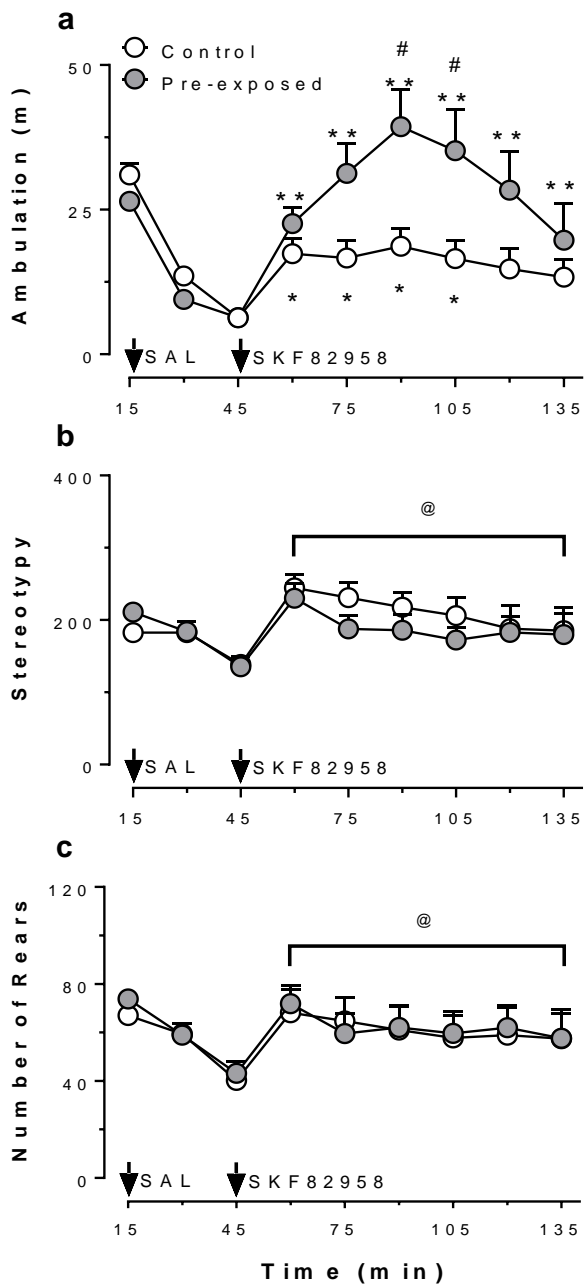 a
Control
Pre-exposed
# #
** ** ** ** ** **
* * * *
Ambulation (m)
50
25
0
SAL SKF82958
15 45 75 105 135
b
@
Stereotypy
400
200
0
SAL SKF82958
15 45 75 105 135
c
@
Number of Rears
120
80
40
0
SAL SKF82958
15 45 75 105 135
Time (min)